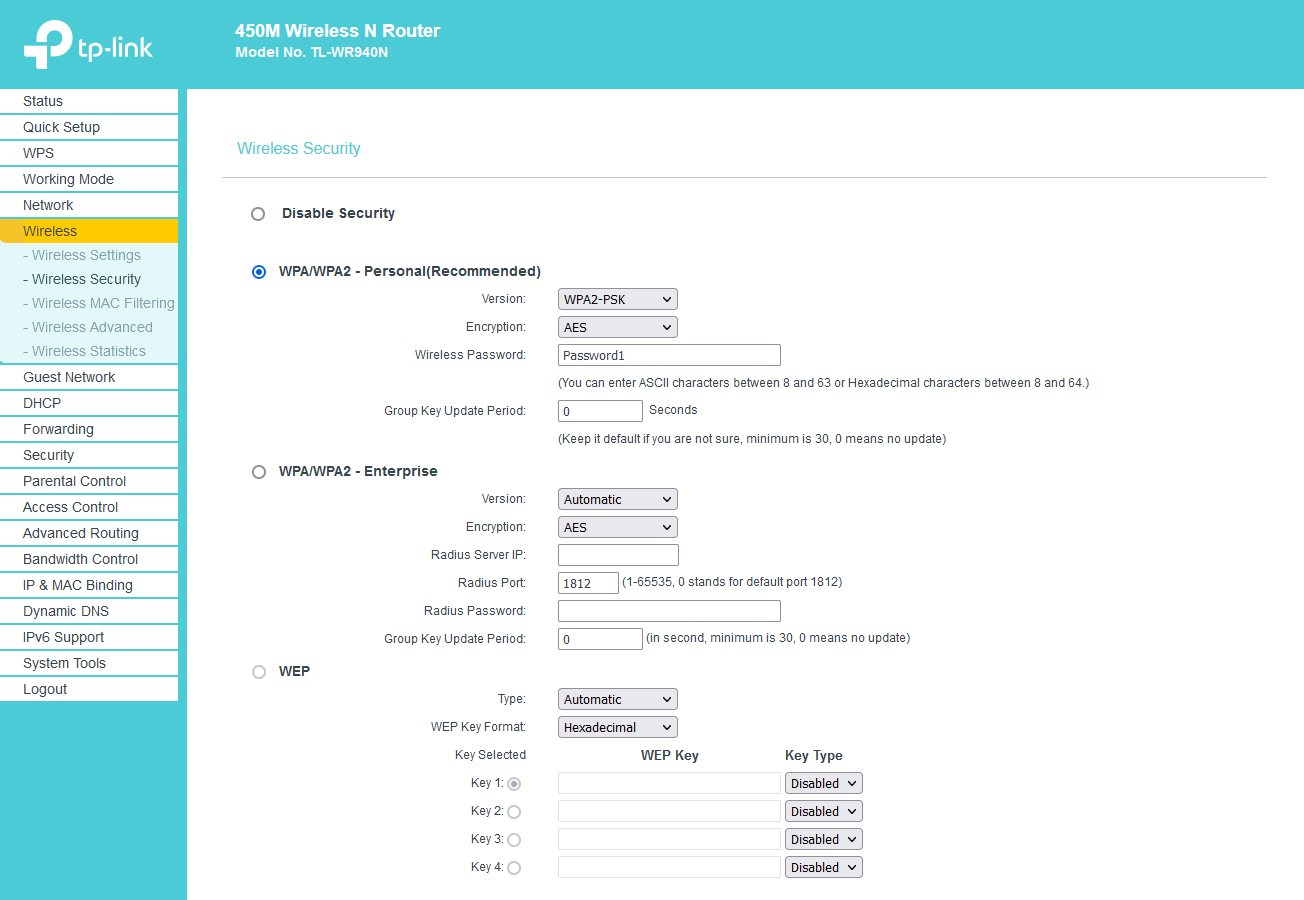 tp-link
450M Wireless N Router
Model No. TL-WR940N
Status
Quick Setup
WPS
Working Mode
Network
Wireless
- Wireless Settings
- Wireless Security
- Wireless MAC Filtering
- Wireless Advanced
- Wireless Statistics
Guest Network
DHCP
Forwarding
Security
Parental Control
Access Control
Advanced Routing
Bandwidth Control
IP & MAC Binding
Dynamic DNS
IPv6 Support
System Tools
Logout
Wireless Security
Disable Security
WPA/WPA2 - Personal(Recommended)
Version: WPA2-PSK
Encryption: AES
Wireless Password: Password1
(You can enter ASCII characters between 8 and 63 or Hexadecimal characters between 8 and 64.)
Group Key Update Period: 0 Seconds
(Keep it default if you are not sure, minimum is 30, 0 means no update)
WPA/WPA2 - Enterprise
Version: Automatic
Encryption: AES
Radius Server IP:
Radius Port: 1812 (1-65535, 0 stands for default port 1812)
Radius Password:
Group Key Update Period: 0 (in second, minimum is 30, 0 means no update)
WEP
Type: Automatic
WEP Key Format: Hexadecimal
Key Selected WEP Key Key Type
Key 1: Disabled
Key 2: Disabled
Key 3: Disabled
Key 4: Disabled